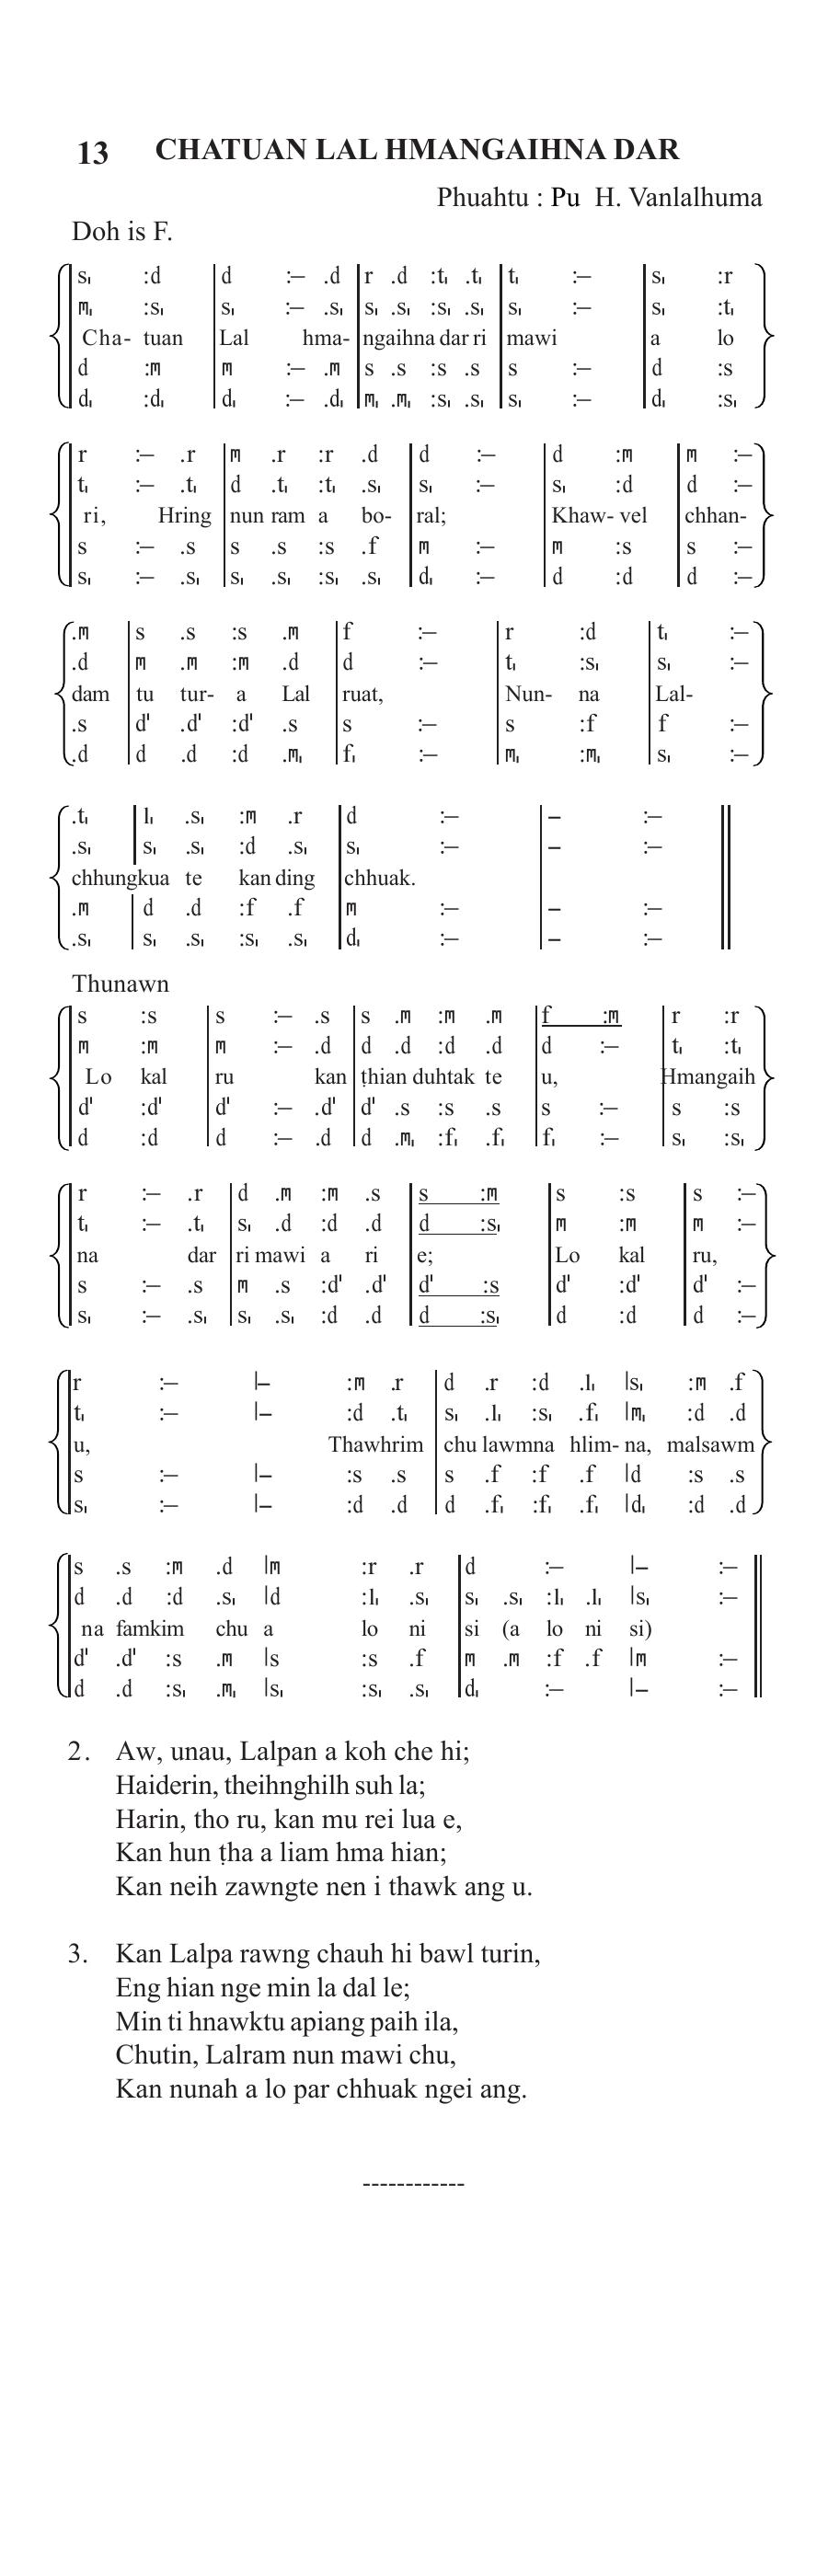 13 CHATUAN LAL HMANGAIHNA DAR
Phuahtu : Pu H. Vanlalhuma
Doh is F.
s, :d | d :– .d | r .d :t, .t, | t, :– | s, :r
m, :s, | s, :– .s, | s, .s, :s, .s, | s, :– | s, :t,
Cha- tuan Lal hma- ngaihna dar ri mawi a lo
d :m | m :– .m | s .s :s .s | s :– | d :s
d, :d, | d, :– .d, | m, .m, :s, .s, | s, :– | d, :s,
r :– .r | m .r :r .d | d :– | d :m | m :–
t, :– .t, | d .t, :t, .s, | s, :– | s, :d | d :–
ri, Hring nun ram a bo- ral; Khaw- vel chhan-
s :– .s | s .s :s .f | m :– | m :s | s :–
s, :– .s, | s, .s, :s, .s, | d, :– | d :d | d :–
.m | s .s :s .m | f :– | r :d | t, :–
.d | m .m :m .d | d :– | t, :s, | s, :–
dam tu tur- a Lal ruat, Nun- na Lal-
.s | d' .d' :d' .s | s :– | s :f | f :–
.d | d .d :d .m, | f, :– | m, :m, | s, :–
.t, | l, .s, :m .r | d :– | – :– ||
.s, | s, .s, :d .s, | s, :– | – :– ||
chhungkua te kan ding chhuak.
.m | d .d :f .f | m :– | – :– ||
.s, | s, .s, :s, .s, | d, :– | – :– ||
Thunawn
s :s | s :– .s | s .m :m .m | f :m | r :r
m :m | m :– .d | d .d :d .d | d :– | t, :t,
Lo kal ru kan ṭhian duhtak te u, Hmangaih
d' :d' | d' :– .d' | d' .s :s .s | s :– | s :s
d :d | d :– .d | d .m, :f, .f, | f, :– | s, :s,
r :– .r | d .m :m .s | s :m | s :s | s :–
t, :– .t, | s, .d :d .d | d :s, | m :m | m :–
na dar ri mawi a ri e; Lo kal ru,
s :– .s | m .s :d' .d' | d' :s | d' :d' | d' :–
s, :– .s, | s, .s, :d .d | d :s, | d :d | d :–
r :– |– :m .r | d .r :d .l, |s, :m .f
t, :– |– :d .t, | s, .l, :s, .f, |m, :d .d
u, Thawhrim chu lawmna hlim- na, malsawm
s :– |– :s .s | s .f :f .f |d :s .s
s, :– |– :d .d | d .f, :f, .f, |d, :d .d
s .s :m .d |m :r .r | d :– |– :– ||
d .d :d .s, |d :l, .s, | s, .s, :l, .l, |s, :– ||
na famkim chu a lo ni si (a lo ni si)
d' .d' :s .m |s :s .f | m .m :f .f |m :– ||
d .d :s, .m, |s, :s, .s, | d, :– |– :– ||
2. Aw, unau, Lalpan a koh che hi;
Haiderin, theihnghilh suh la;
Harin, tho ru, kan mu rei lua e,
Kan hun ṭha a liam hma hian;
Kan neih zawngte nen i thawk ang u.
3. Kan Lalpa rawng chauh hi bawl turin,
Eng hian nge min la dal le;
Min ti hnawktu apiang paih ila,
Chutin, Lalram nun mawi chu,
Kan nunah a lo par chhuak ngei ang.
------------